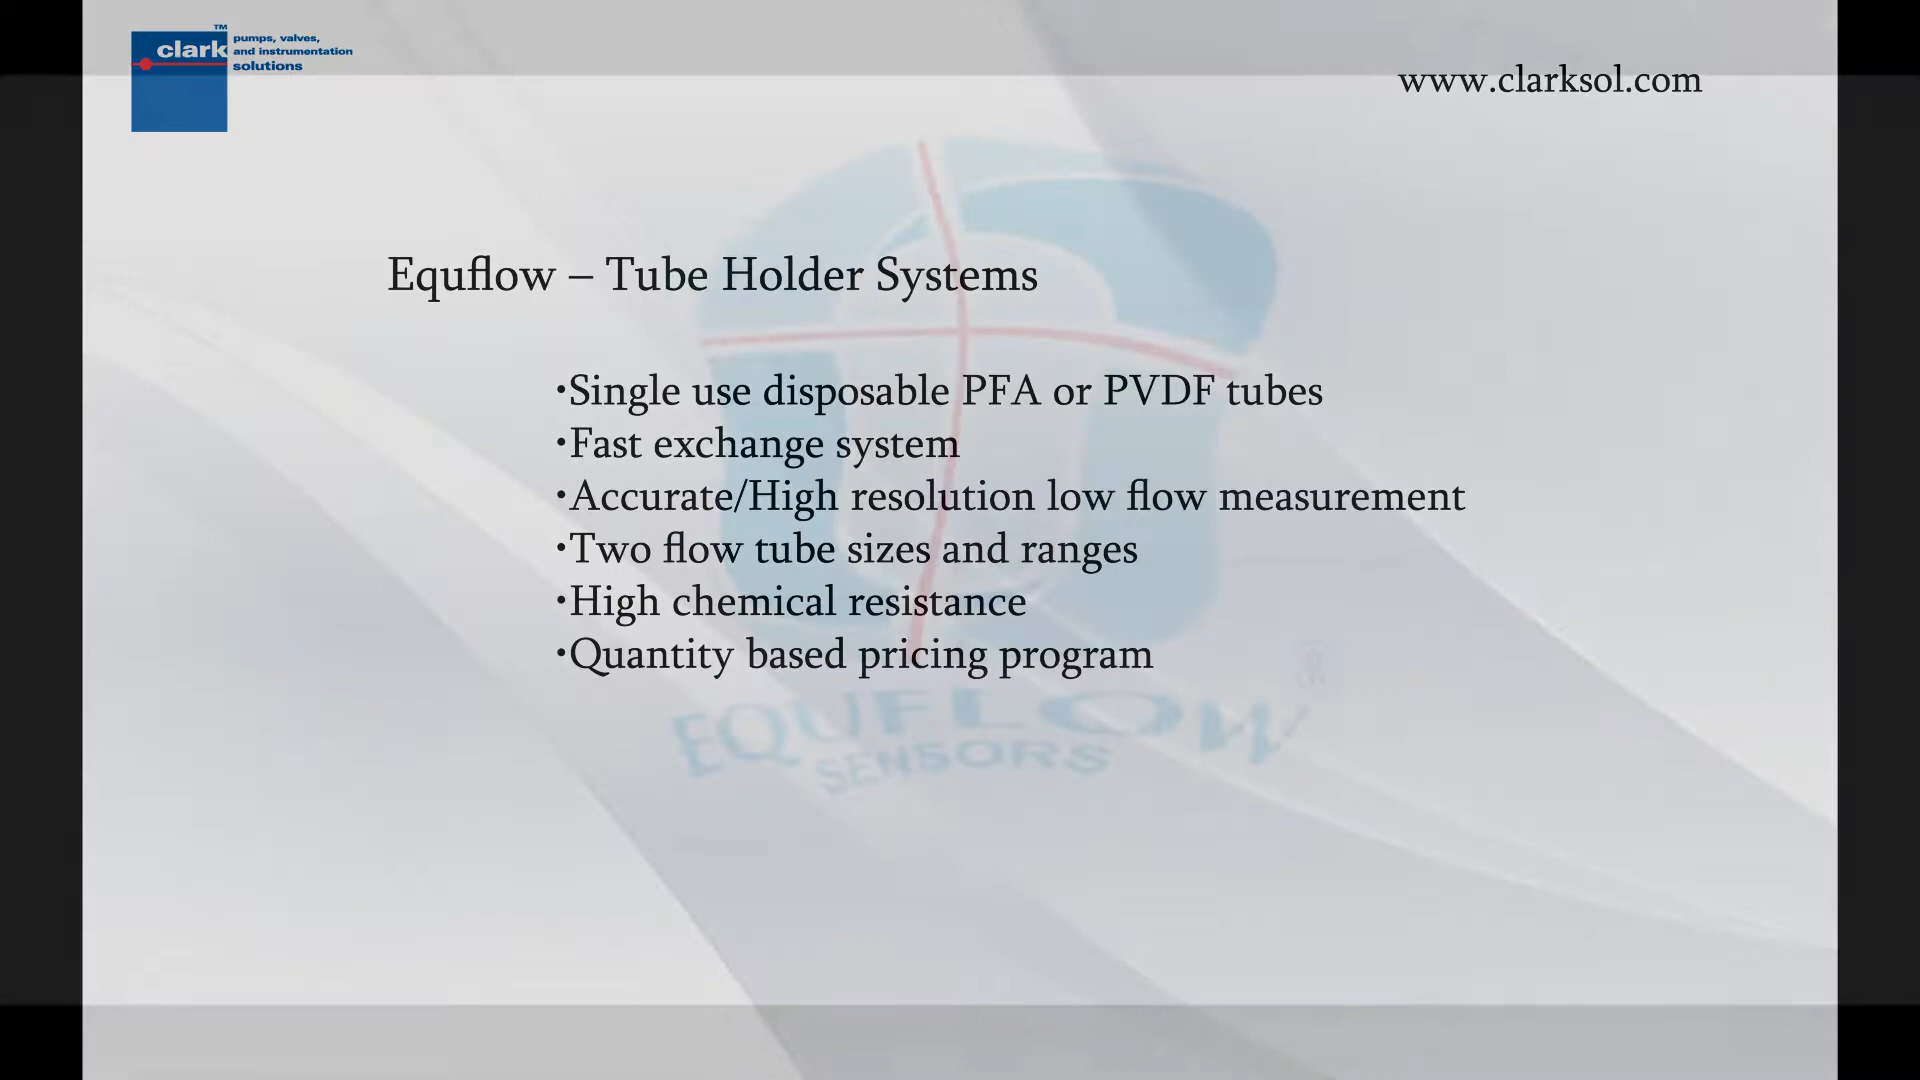 clark™
pumps, valves,
and instrumentation
solutions
www.clarksol.com
Equflow – Tube Holder Systems
•Single use disposable PFA or PVDF tubes
•Fast exchange system
•Accurate/High resolution low flow measurement
•Two flow tube sizes and ranges
•High chemical resistance
•Quantity based pricing program
EQUFLOW®
SENSORS